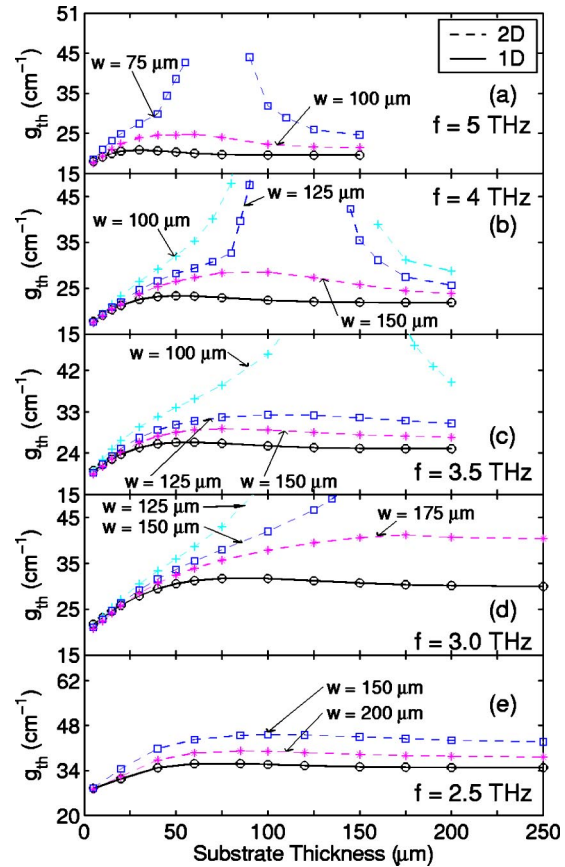 51
45
35
25
15
g_th (cm⁻¹)
w = 75 μm
2D
1D
(a)
w = 100 μm
f = 5 THz
45
35
25
15
g_th (cm⁻¹)
w = 100 μm
w = 125 μm
f = 4 THz
(b)
w = 150 μm
42
33
24
15
g_th (cm⁻¹)
w = 100 μm
(c)
w = 125 μm
w = 150 μm
f = 3.5 THz
45
35
25
15
g_th (cm⁻¹)
w = 125 μm
w = 150 μm
w = 175 μm
(d)
f = 3.0 THz
62
48
34
20
g_th (cm⁻¹)
w = 150 μm
(e)
w = 200 μm
f = 2.5 THz
0 50 100 150 200 250
Substrate Thickness (μm)